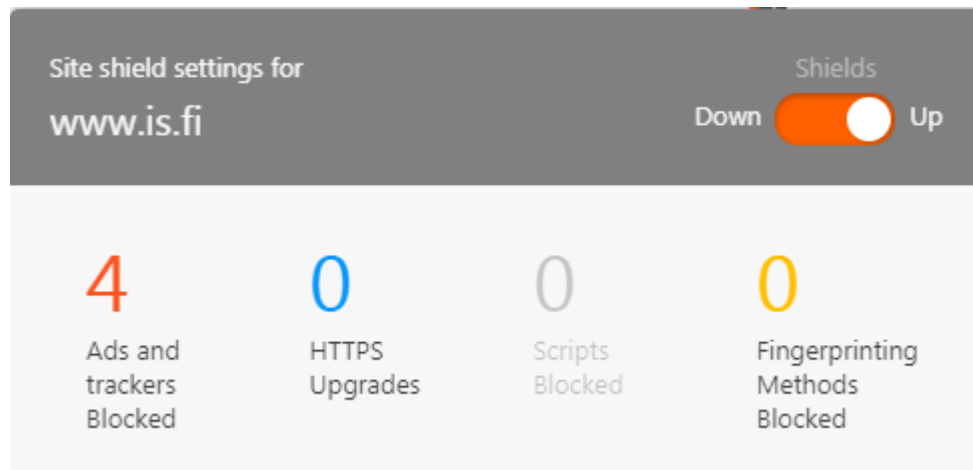 Site shield settings for
www.is.fi
Shields
Down
Up
4
Ads and
trackers
Blocked
0
HTTPS
Upgrades
0
Scripts
Blocked
0
Fingerprinting
Methods
Blocked